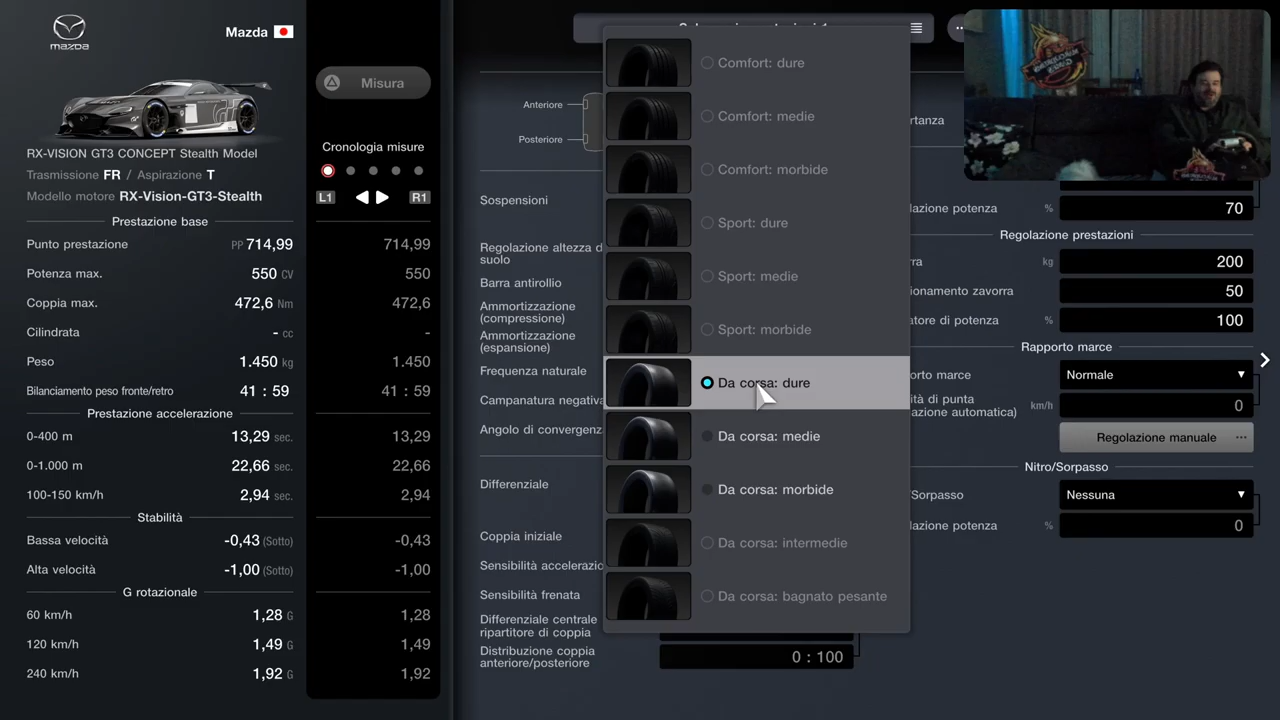 mazda
Mazda
RX-VISION GT3 CONCEPT Stealth Model
Trasmissione FR / Aspirazione T
Modello motore RX-Vision-GT3-Stealth
Prestazione base
Punto prestazione PP 714,99
Potenza max. 550 CV
Coppia max. 472,6 Nm
Cilindrata - cc
Peso 1.450 kg
Bilanciamento peso fronte/retro 41 : 59
Prestazione accelerazione
0-400 m 13,29 sec.
0-1.000 m 22,66 sec.
100-150 km/h 2,94 sec.
Stabilità
Bassa velocità -0,43 (Sotto)
Alta velocità -1,00 (Sotto)
G rotazionale
60 km/h 1,28 G
120 km/h 1,49 G
240 km/h 1,92 G
Misura
Cronologia misure
L1 R1
714,99
550
472,6
-
1.450
41 : 59
13,29
22,66
2,94
-0,43
-1,00
1,28
1,49
1,92
Anteriore
Posteriore
Sospensioni
Regolazione altezza d
suolo
Barra antirollio
Ammortizzazione
(compressione)
Ammortizzazione
(espansione)
Frequenza naturale
Campanatura negativa
Angolo di convergenz
Differenziale
Coppia iniziale
Sensibilità accelerazio
Sensibilità frenata
Differenziale centrale
ripartitore di coppia
Distribuzione coppia
anteriore/posteriore
0 : 100
Comfort: dure
Comfort: medie
Comfort: morbide
Sport: dure
Sport: medie
Sport: morbide
Da corsa: dure
Da corsa: medie
Da corsa: morbide
Da corsa: intermedie
Da corsa: bagnato pesante
ortanza
lazione potenza % 70
Regolazione prestazioni
rra kg 200
ionamento zavorra 50
atore di potenza % 100
Rapporto marce
orto marce Normale
ità di punta
azione automatica) km/h 0
Regolazione manuale ...
Nitro/Sorpasso
/Sorpasso Nessuna
lazione potenza % 0